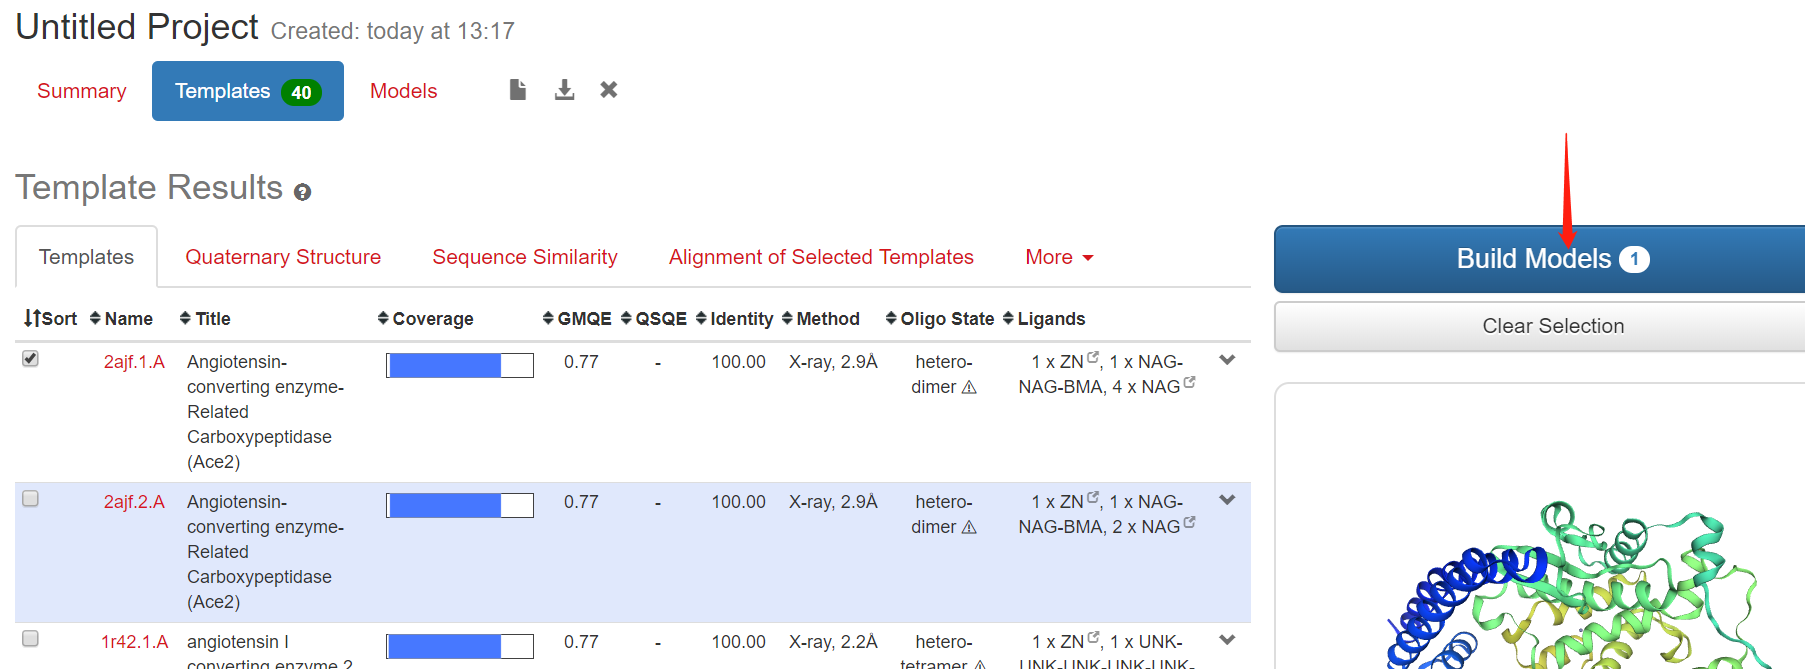 Untitled Project Created: today at 13:17
Summary Templates 40 Models
Template Results
Templates Quaternary Structure Sequence Similarity Alignment of Selected Templates More
Build Models 1
Clear Selection
Sort Name Title Coverage GMQE QSQE Identity Method Oligo State Ligands
2ajf.1.A Angiotensin- 0.77 - 100.00 X-ray, 2.9Å hetero- 1 x ZN, 1 x NAG-
converting enzyme- dimer NAG-BMA, 4 x NAG
Related
Carboxypeptidase
(Ace2)
2ajf.2.A Angiotensin- 0.77 - 100.00 X-ray, 2.9Å hetero- 1 x ZN, 1 x NAG-
converting enzyme- dimer NAG-BMA, 2 x NAG
Related
Carboxypeptidase
(Ace2)
1r42.1.A angiotensin I 0.77 - 100.00 X-ray, 2.2Å hetero- 1 x ZN, 1 x UNK-
converting enzyme 2 tetramer UNK-UNK-UNK-UNK-